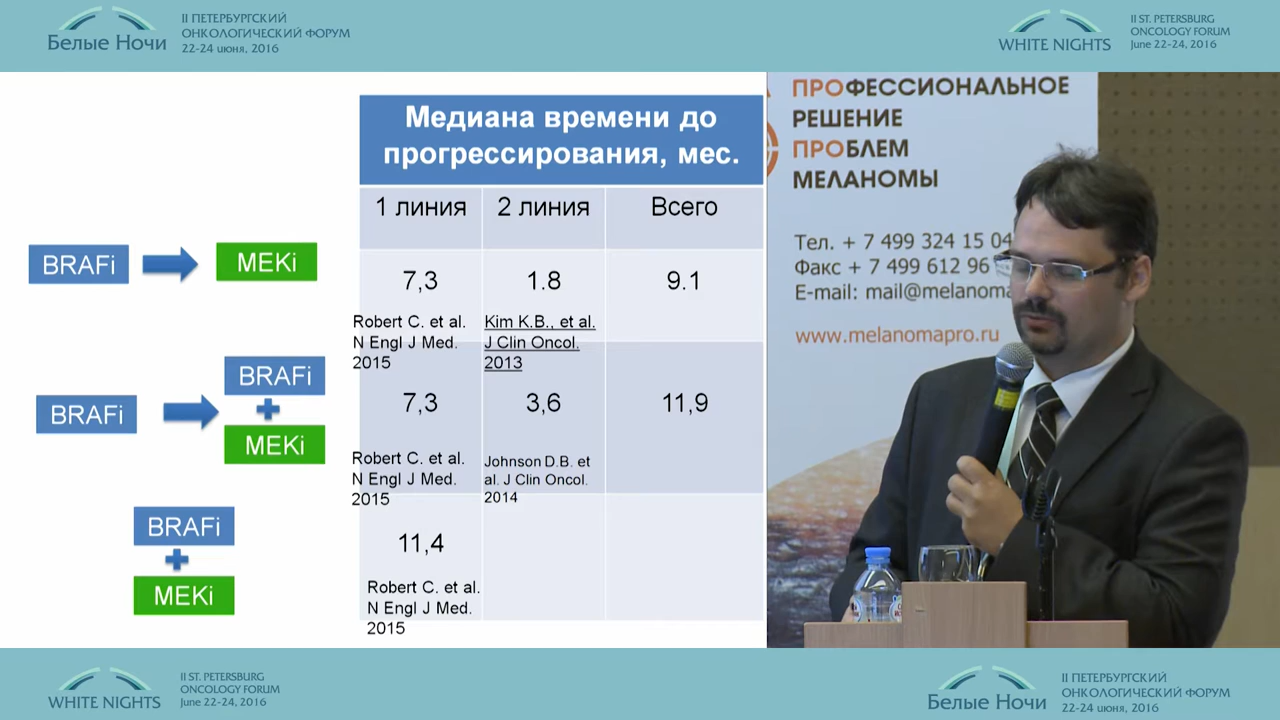 Белые Ночи
II ПЕТЕРБУРГСКИЙ
ОНКОЛОГИЧЕСКИЙ ФОРУМ
22-24 июня, 2016
WHITE NIGHTS
II ST. PETERSBURG
ONCOLOGY FORUM
June 22-24, 2016
Медиана времени до
прогрессирования, мес.
1 линия 2 линия Всего
BRAFi MEKi
7,3 1.8 9.1
Robert C. et al.
N Engl J Med.
2015
Kim K.B., et al.
J Clin Oncol.
2013
BRAFi
BRAFi
+
MEKi
7,3 3,6 11,9
Robert C. et al.
N Engl J Med.
2015
Johnson D.B. et
al. J Clin Oncol.
2014
BRAFi
+
MEKi
11,4
Robert C. et al.
N Engl J Med.
2015
ПРОФЕССИОНАЛЬНОЕ
РЕШЕНИЕ
ПРОБЛЕМ
МЕЛАНОМЫ
Тел. + 7 499 324 15 04
Факс + 7 499 612 96
E-mail: mail@melanoma
www.melanomapro.ru
WHITE NIGHTS
II ST. PETERSBURG
ONCOLOGY FORUM
June 22-24, 2016
Белые Ночи
II ПЕТЕРБУРГСКИЙ
ОНКОЛОГИЧЕСКИЙ ФОРУМ
22-24 июня, 2016